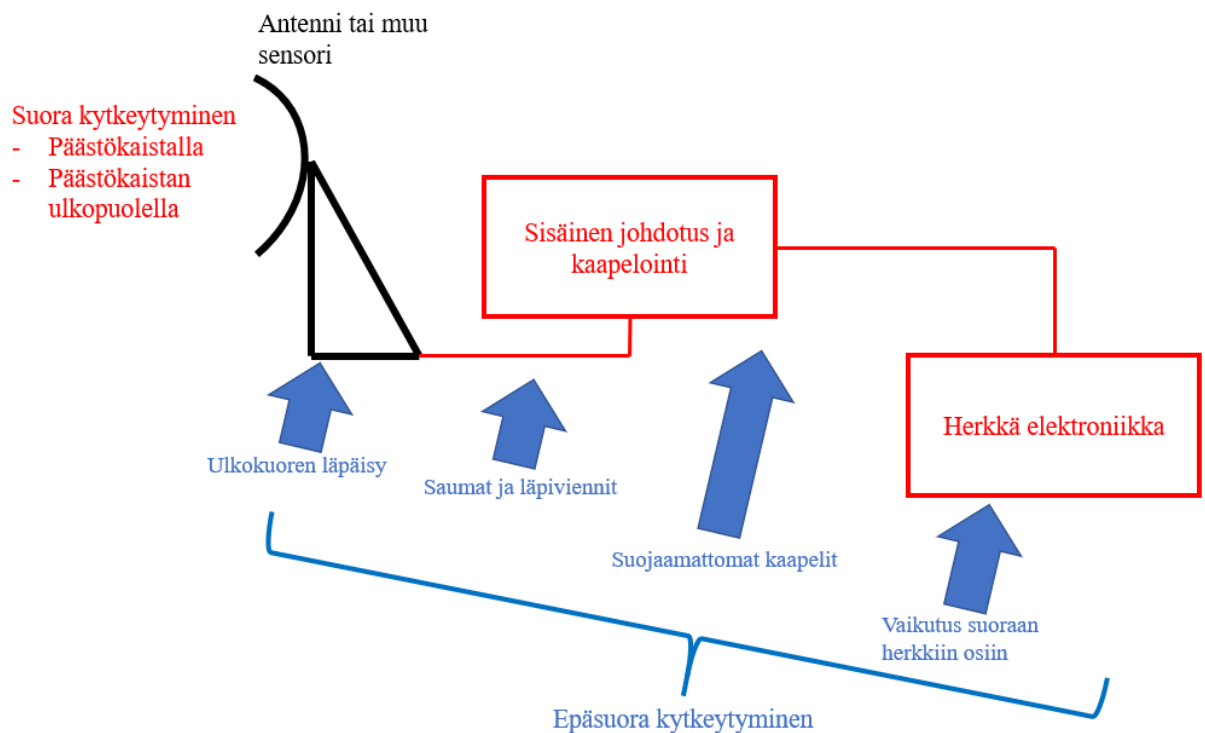 Antenni tai muu
sensori
Suora kytkeytyminen
- Päästökaistalla
- Päästökaistan
ulkopuolella
Sisäinen johdotus ja
kaapelointi
Herkkä elektroniikka
Ulkokuoren läpäisy
Saumat ja läpiviennit
Suojaamattomat kaapelit
Vaikutus suoraan
herkkiin osiin
Epäsuora kytkeytyminen